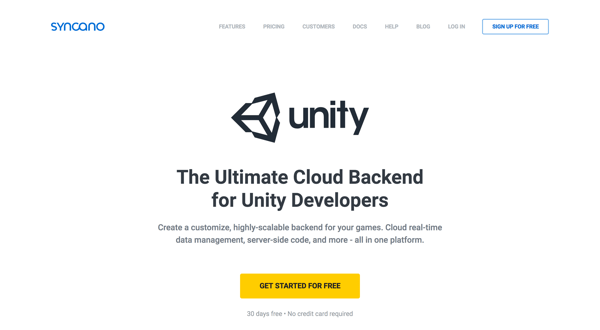 SYNCANO
FEATURES PRICING CUSTOMERS DOCS HELP BLOG LOG IN SIGN UP FOR FREE
unity
The Ultimate Cloud Backend
for Unity Developers
Create a customize, highly-scalable backend for your games. Cloud real-time
data management, server-side code, and more - all in one platform.
GET STARTED FOR FREE
30 days free • No credit card required